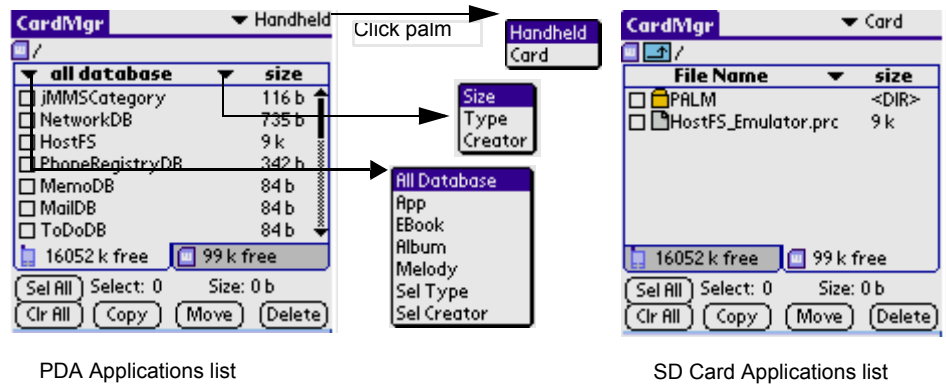 CardMgr
Handheld
/
all database size
jMMSCategory 116 b
NetworkDB 735 b
HostFS 9 k
PhoneRegistryDB 342 b
MemoDB 84 b
MailDB 84 b
ToDoDB 84 b
16052 k free 99 k free
Sel All Select: 0 Size: 0 b
Clr All Copy Move Delete
PDA Applications list
Click palm
Handheld
Card
Size
Type
Creator
All Database
App
EBook
Album
Melody
Sel Type
Sel Creator
CardMgr
Card
/
File Name size
PALM <DIR>
HostFS_Emulator.prc 9 k
16052 k free 99 k free
Sel All Select: 0 Size: 0 b
Clr All Copy Move Delete
SD Card Applications list